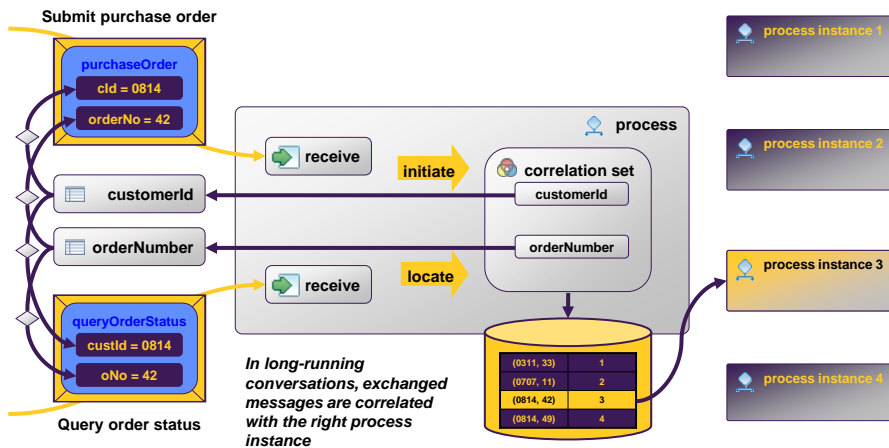 Submit purchase order
purchaseOrder
cId = 0814
orderNo = 42
customerId
orderNumber
queryOrderStatus
custId = 0814
oNo = 42
Query order status
process
receive
initiate
correlation set
customerId
orderNumber
receive
locate
In long-running
conversations, exchanged
messages are correlated
with the right process
instance
(0311, 33) 1
(0707, 11) 2
(0814, 42) 3
(0814, 49) 4
process instance 1
process instance 2
process instance 3
process instance 4